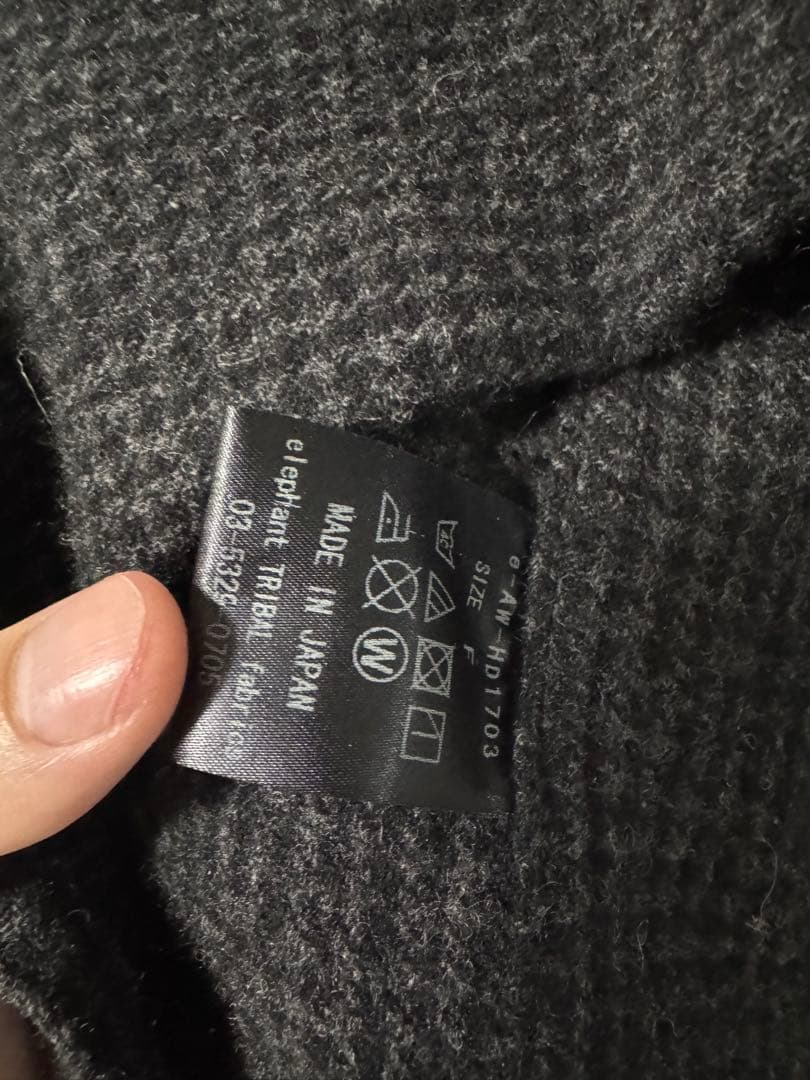 e-AW-HD1703
SIZE F
W
MADE IN JAPAN
elephant TRIBAL fabrics